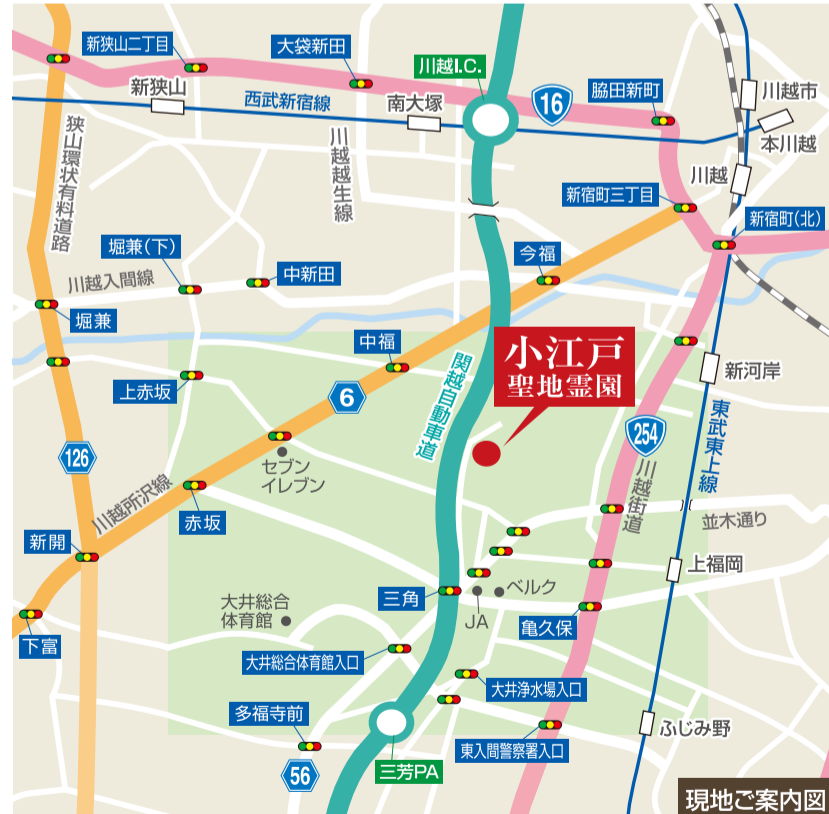 新狭山二丁目
大袋新田
川越I.C.
16
脇田新町
川越市
本川越
新狭山
西武新宿線
南大塚
川越
狭山環状有料道路
川越越生線
新宿町三丁目
新宿町(北)
堀兼(下)
川越入間線
中新田
今福
堀兼
中福
小江戸
聖地霊園
関越自動車道
新河岸
上赤坂
6
254
川越街道
東武東上線
126
セブン
イレブン
川越所沢線
赤坂
並木通り
新開
上福岡
三角
ベルク
JA
亀久保
大井総合
体育館
下富
大井総合体育館入口
大井浄水場入口
多福寺前
東入間警察署入口
ふじみ野
56
三芳PA
現地ご案内図